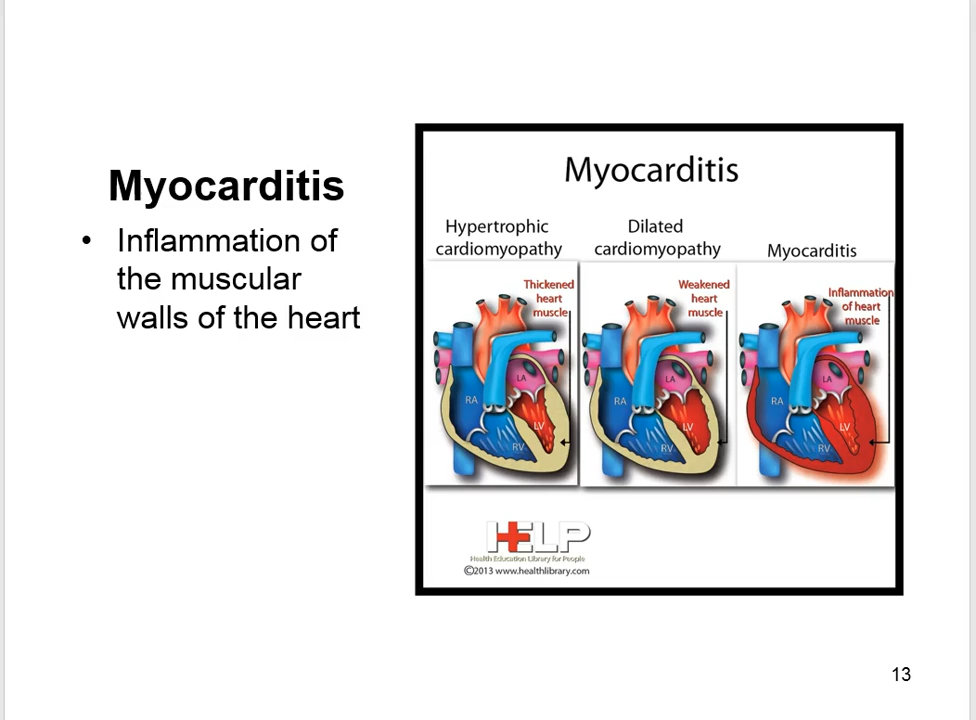 Myocarditis
• Inflammation of
the muscular
walls of the heart
Myocarditis
Hypertrophic
cardiomyopathy
Thickened
heart
muscle
RA
LA
LV
RV
Dilated
cardiomyopathy
Weakened
heart
muscle
RA
LA
LV
RV
Myocarditis
Inflammation
of heart
muscle
RA
LA
LV
RV
HELP
Health Education Library for People
©2013 www.healthlibrary.com
13